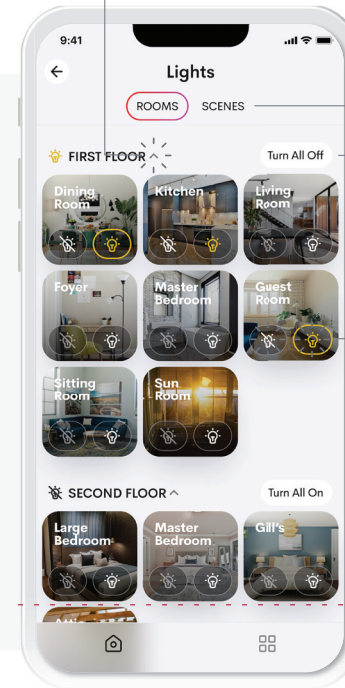 9:41
Lights
ROOMS SCENES
FIRST FLOOR Turn All Off
Dining
Room
Kitchen
Living
Room
Foyer
Master
Bedroom
Guest
Room
Sitting
Room
Sun
Room
SECOND FLOOR Turn All On
Large
Bedroom
Master
Bedroom
Gill's
Attic